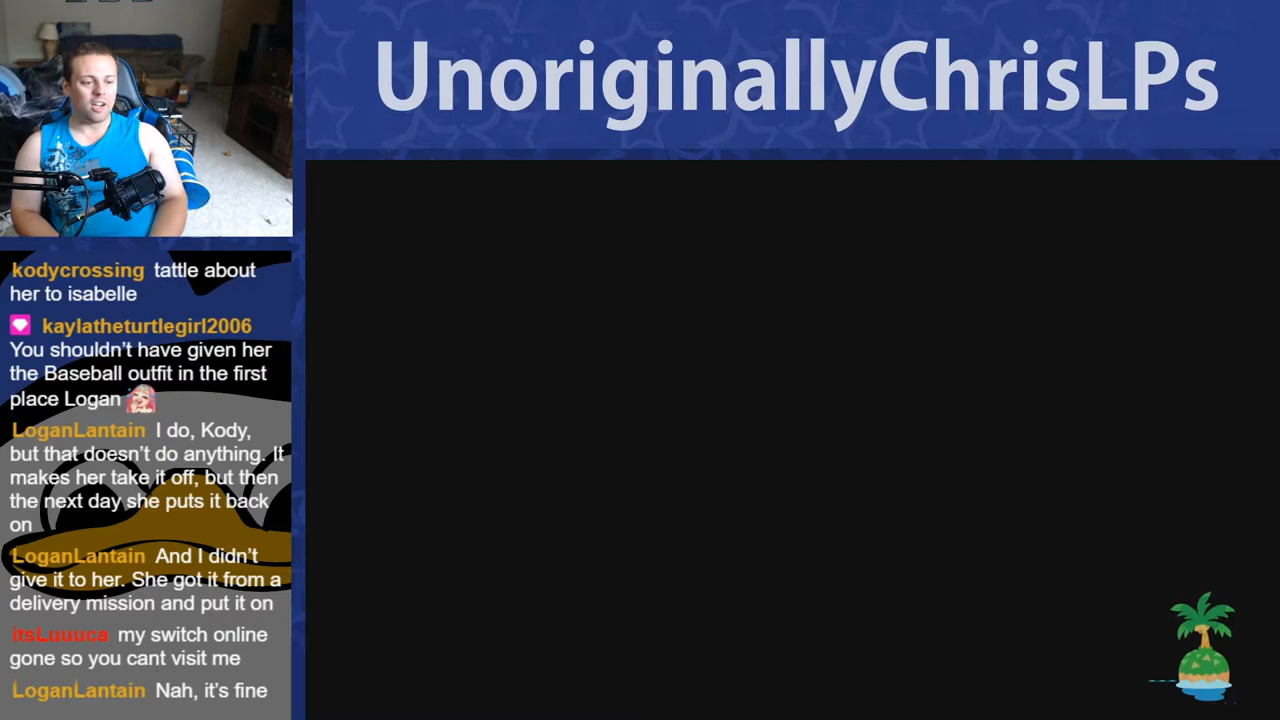 UnoriginallyChrisLPs
kodycrossing tattle about
her to isabelle
kaylatheturtlegirl2006
You shouldn't have given her
the Baseball outfit in the first
place Logan
LoganLantain I do, Kody,
but that doesn't do anything. It
makes her take it off, but then
the next day she puts it back
on
LoganLantain And I didn't
give it to her. She got it from a
delivery mission and put it on
itsLuuuca my switch online
gone so you cant visit me
LoganLantain Nah, it's fine